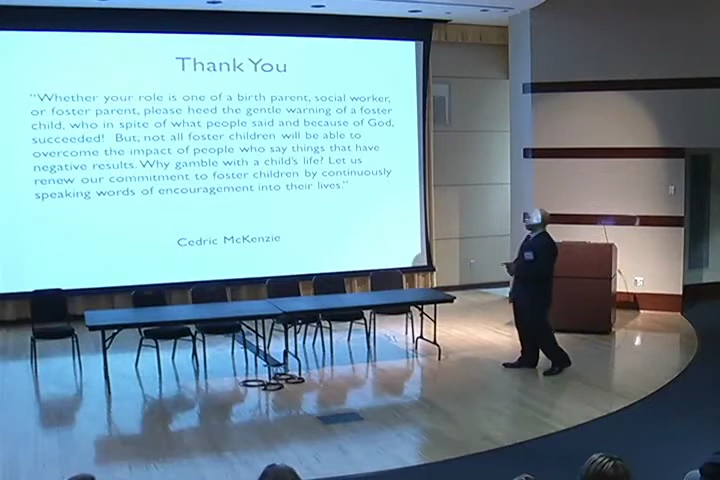 Thank You
“Whether your role is one of a birth parent, social worker,
or foster parent, please heed the gentle warning of a foster
child, who in spite of what people said and because of God,
succeeded!  But, not all foster children will be able to
overcome the impact of people who say things that have
negative results. Why gamble with a child's life? Let us
renew our commitment to foster children by continuously
speaking words of encouragement into their lives.”
Cedric McKenzie